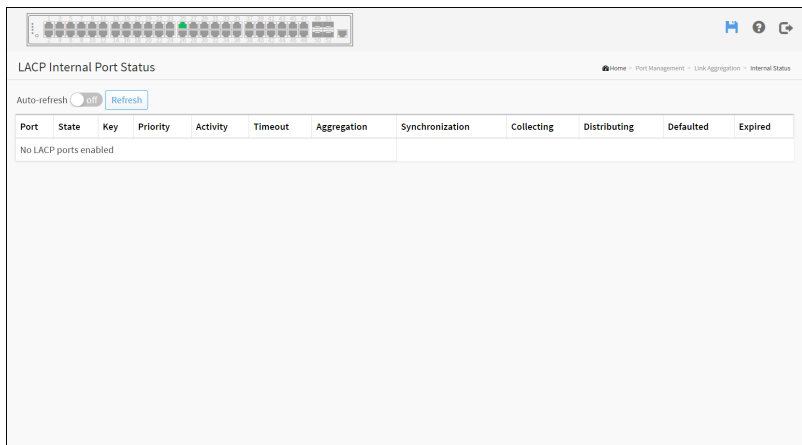 LACP Internal Port Status
Home > Port Management > Link Aggregation > Internal Status
Auto-refresh off Refresh
Port State Key Priority Activity Timeout Aggregation Synchronization Collecting Distributing Defaulted Expired
No LACP ports enabled